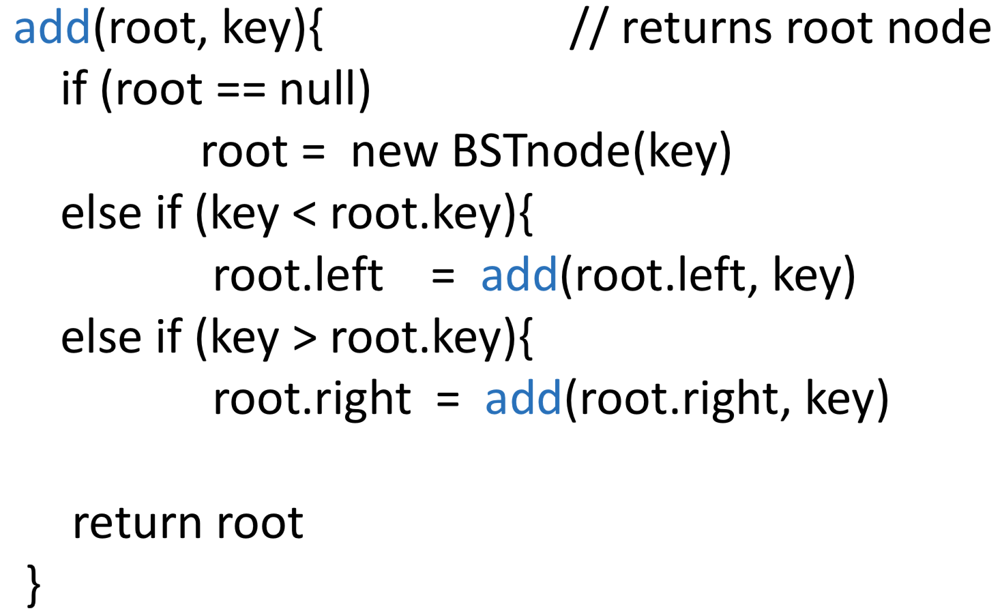 add(root, key){ // returns root node
if (root == null)
root = new BSTnode(key)
else if (key < root.key){
root.left = add(root.left, key)
else if (key > root.key){
root.right = add(root.right, key)
return root
}